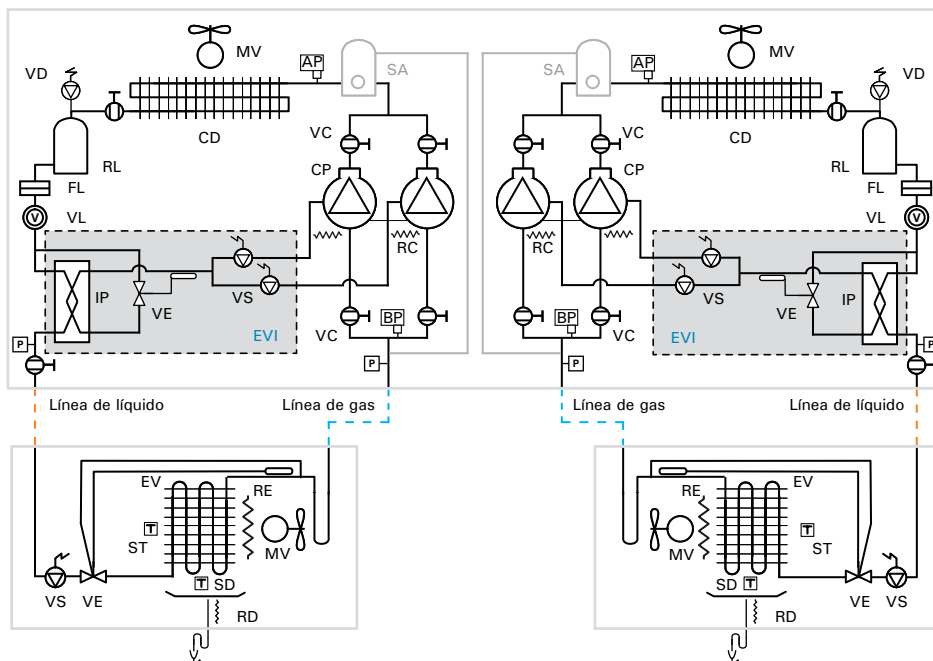 MV MV
AP SA SA AP
VD VD
CD VC VC CD
RL CP CP RL
FL FL
VL VL
V V
RC RC
IP VE VS VS VE IP
EVI BP VC VC EVI
P P P P
Línea de líquido Línea de gas Línea de gas Línea de líquido
EV RE RE EV
T T
ST MV MV ST
T SD SD T
VS VE RD RD VE VS